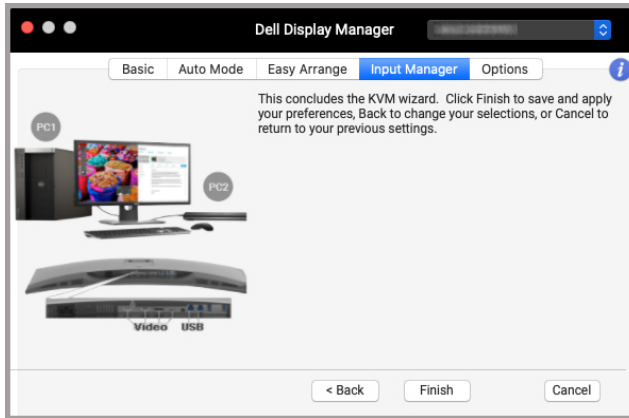 Dell Display Manager
Basic Auto Mode Easy Arrange Input Manager Options i
This concludes the KVM wizard. Click Finish to save and apply
your preferences, Back to change your selections, or Cancel to
return to your previous settings.
PC1
PC2
Video USB
< Back Finish Cancel